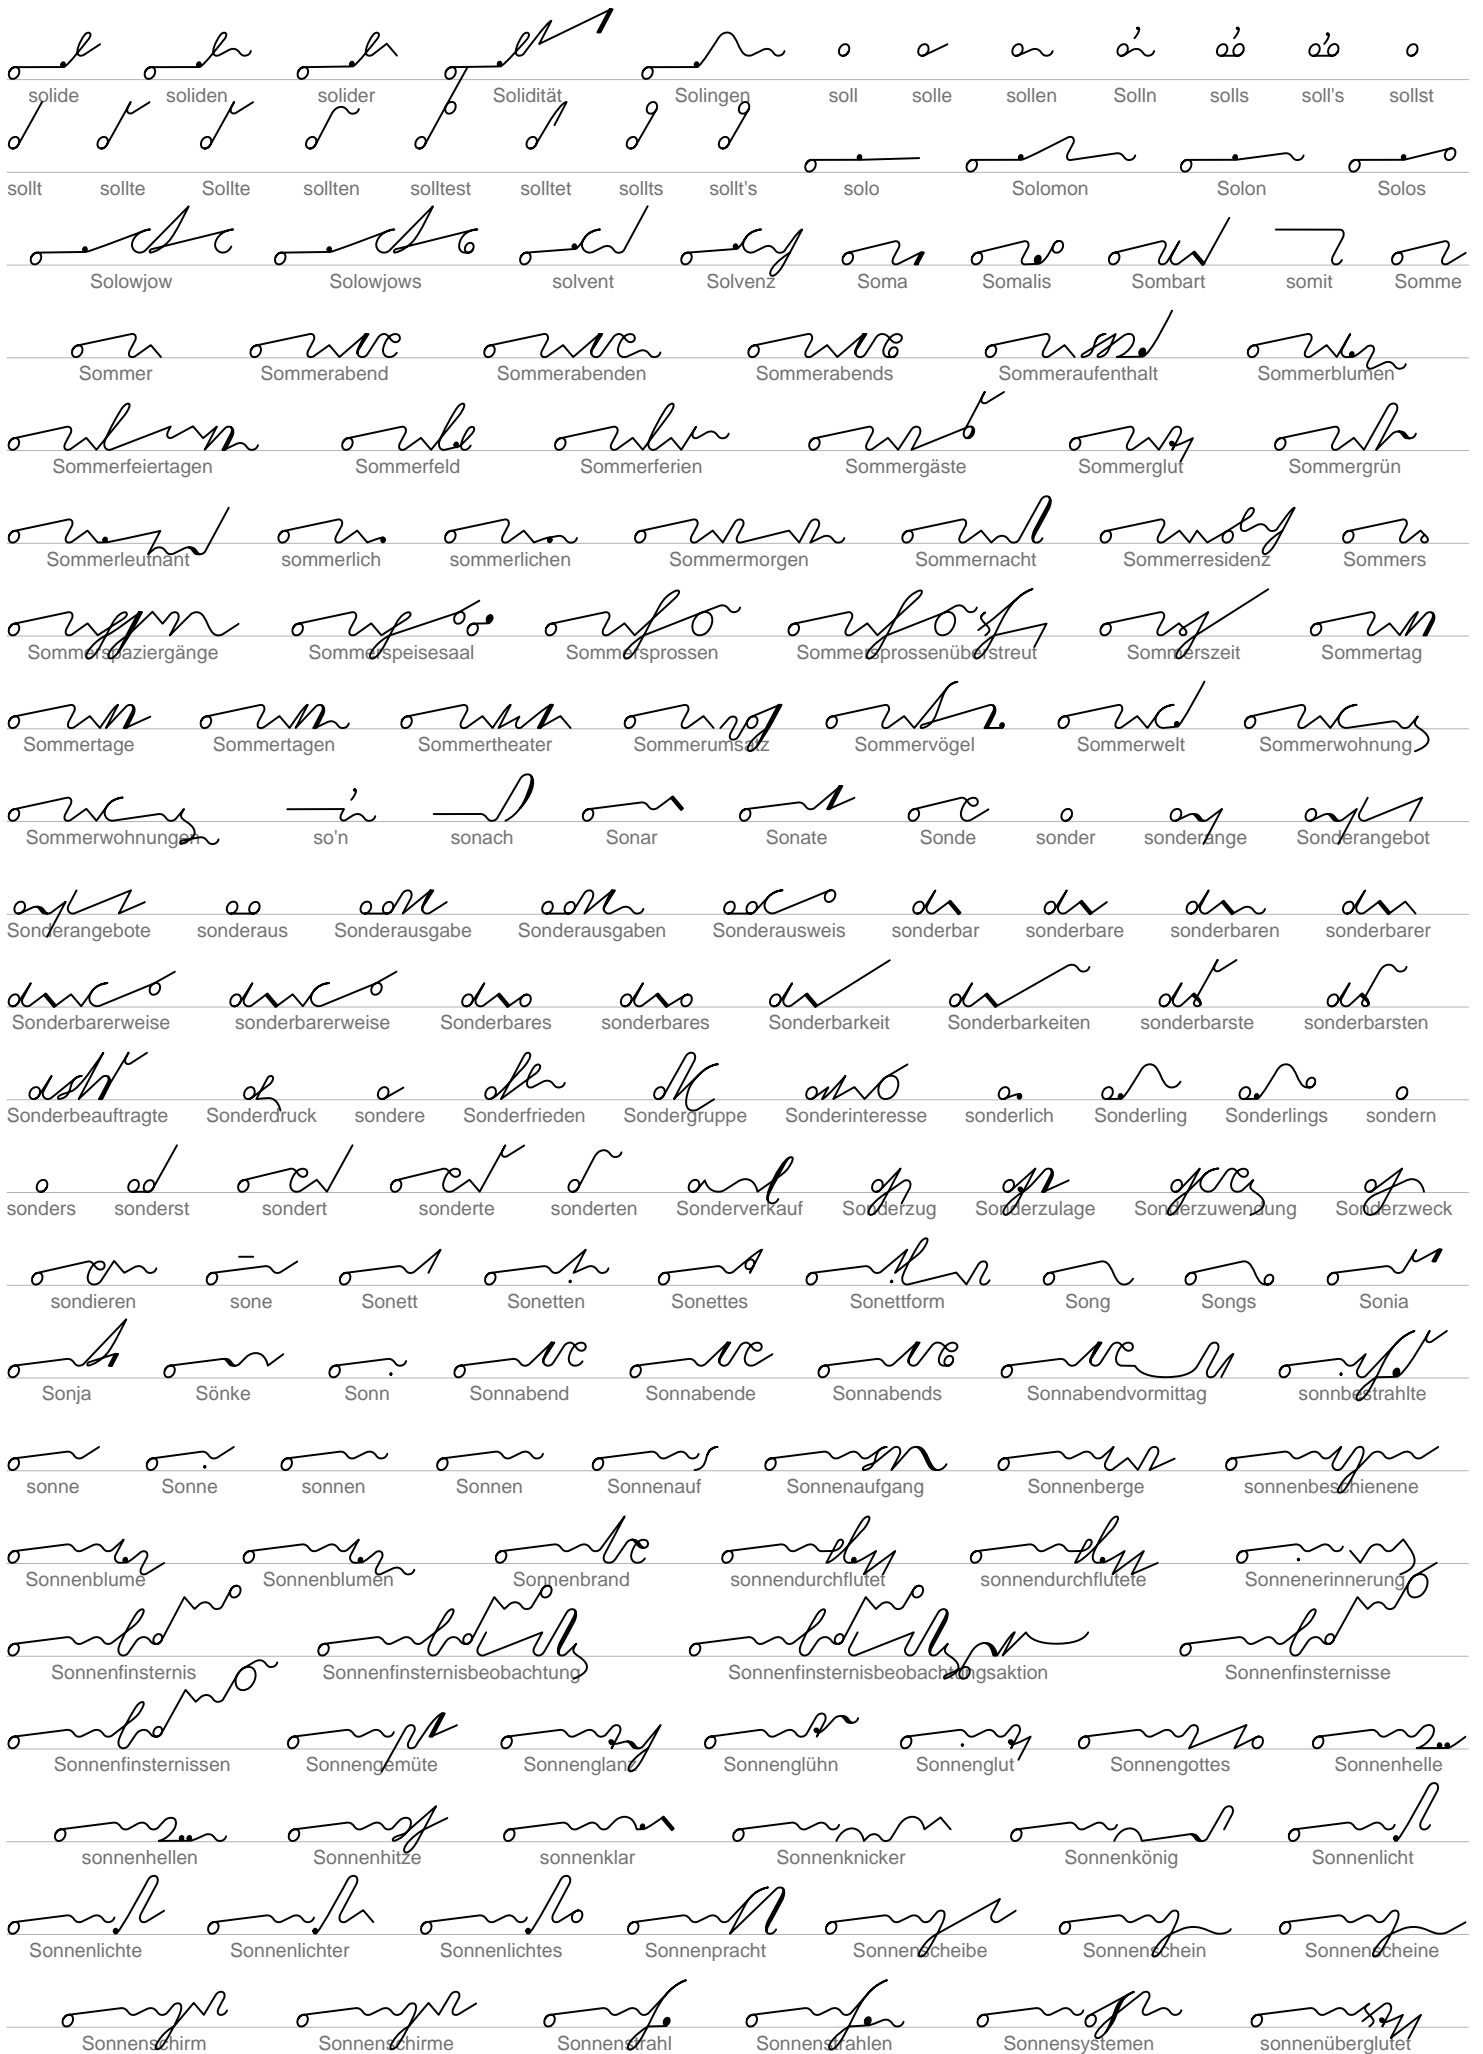 solide soliden solider Solidität Solingen soll solle sollen Solln solls soll's sollst
sollt sollte Sollte sollten solltest solltet sollts sollt's solo Solomon Solon Solos
Solowjow Solowjows solvent Solvenz Soma Somalis Sombart somit Somme
Sommer Sommerabend Sommerabenden Sommerabends Sommeraufenthalt Sommerblumen
Sommerfeiertagen Sommerfeld Sommerferien Sommergäste Sommerglut Sommergrün
Sommerleutnant sommerlich sommerlichen Sommermorgen Sommernacht Sommerresidenz Sommers
Sommerspaziergänge Sommerspeisesaal Sommersprossen Sommersprossenüberstreut Sommerszeit Sommertag
Sommertage Sommertagen Sommertheater Sommerumsatz Sommervögel Sommerwelt Sommerwohnung
Sommerwohnungen so'n sonach Sonar Sonate Sonde sonder sonderange Sonderangebot
Sonderangebote sonderaus Sonderausgabe Sonderausgaben Sonderausweis sonderbar sonderbare sonderbaren sonderbarer
Sonderbarerweise sonderbarerweise Sonderbares sonderbares Sonderbarkeit Sonderbarkeiten sonderbarste sonderbarsten
Sonderbeauftragte Sonderdruck sondere Sonderfrieden Sondergruppe Sonderinteresse sonderlich Sonderling Sonderlings sondern
sonders sonderst sondert sonderte sonderten Sonderverkauf Sonderzug Sonderzulage Sonderzuwendung Sonderzweck
sondieren sone Sonett Sonetten Sonettes Sonettform Song Songs Sonia
Sonja Sönke Sonn Sonnabend Sonnabende Sonnabends Sonnabendvormittag sonnbestrahlte
sonne Sonne sonnen Sonnen Sonnenauf Sonnenaufgang Sonnenberge sonnenbeschienene
Sonnenblume Sonnenblumen Sonnenbrand sonnendurchflutet sonnendurchflutete Sonnenerinnerung
Sonnenfinsternis Sonnenfinsternisbeobachtung Sonnenfinsternisbeobachtungsaktion Sonnenfinsternisse
Sonnenfinsternissen Sonnengemüte Sonnenglanz Sonnenglühn Sonnenglut Sonnengottes Sonnenhelle
sonnenhellen Sonnenhitze sonnenklar Sonnenknicker Sonnenkönig Sonnenlicht
Sonnenlichte Sonnenlichter Sonnenlichtes Sonnenpracht Sonnenscheibe Sonnenschein Sonnenscheine
Sonnenschirm Sonnenschirme Sonnenstrahl Sonnenstrahlen Sonnensystemen sonnenüberglutet